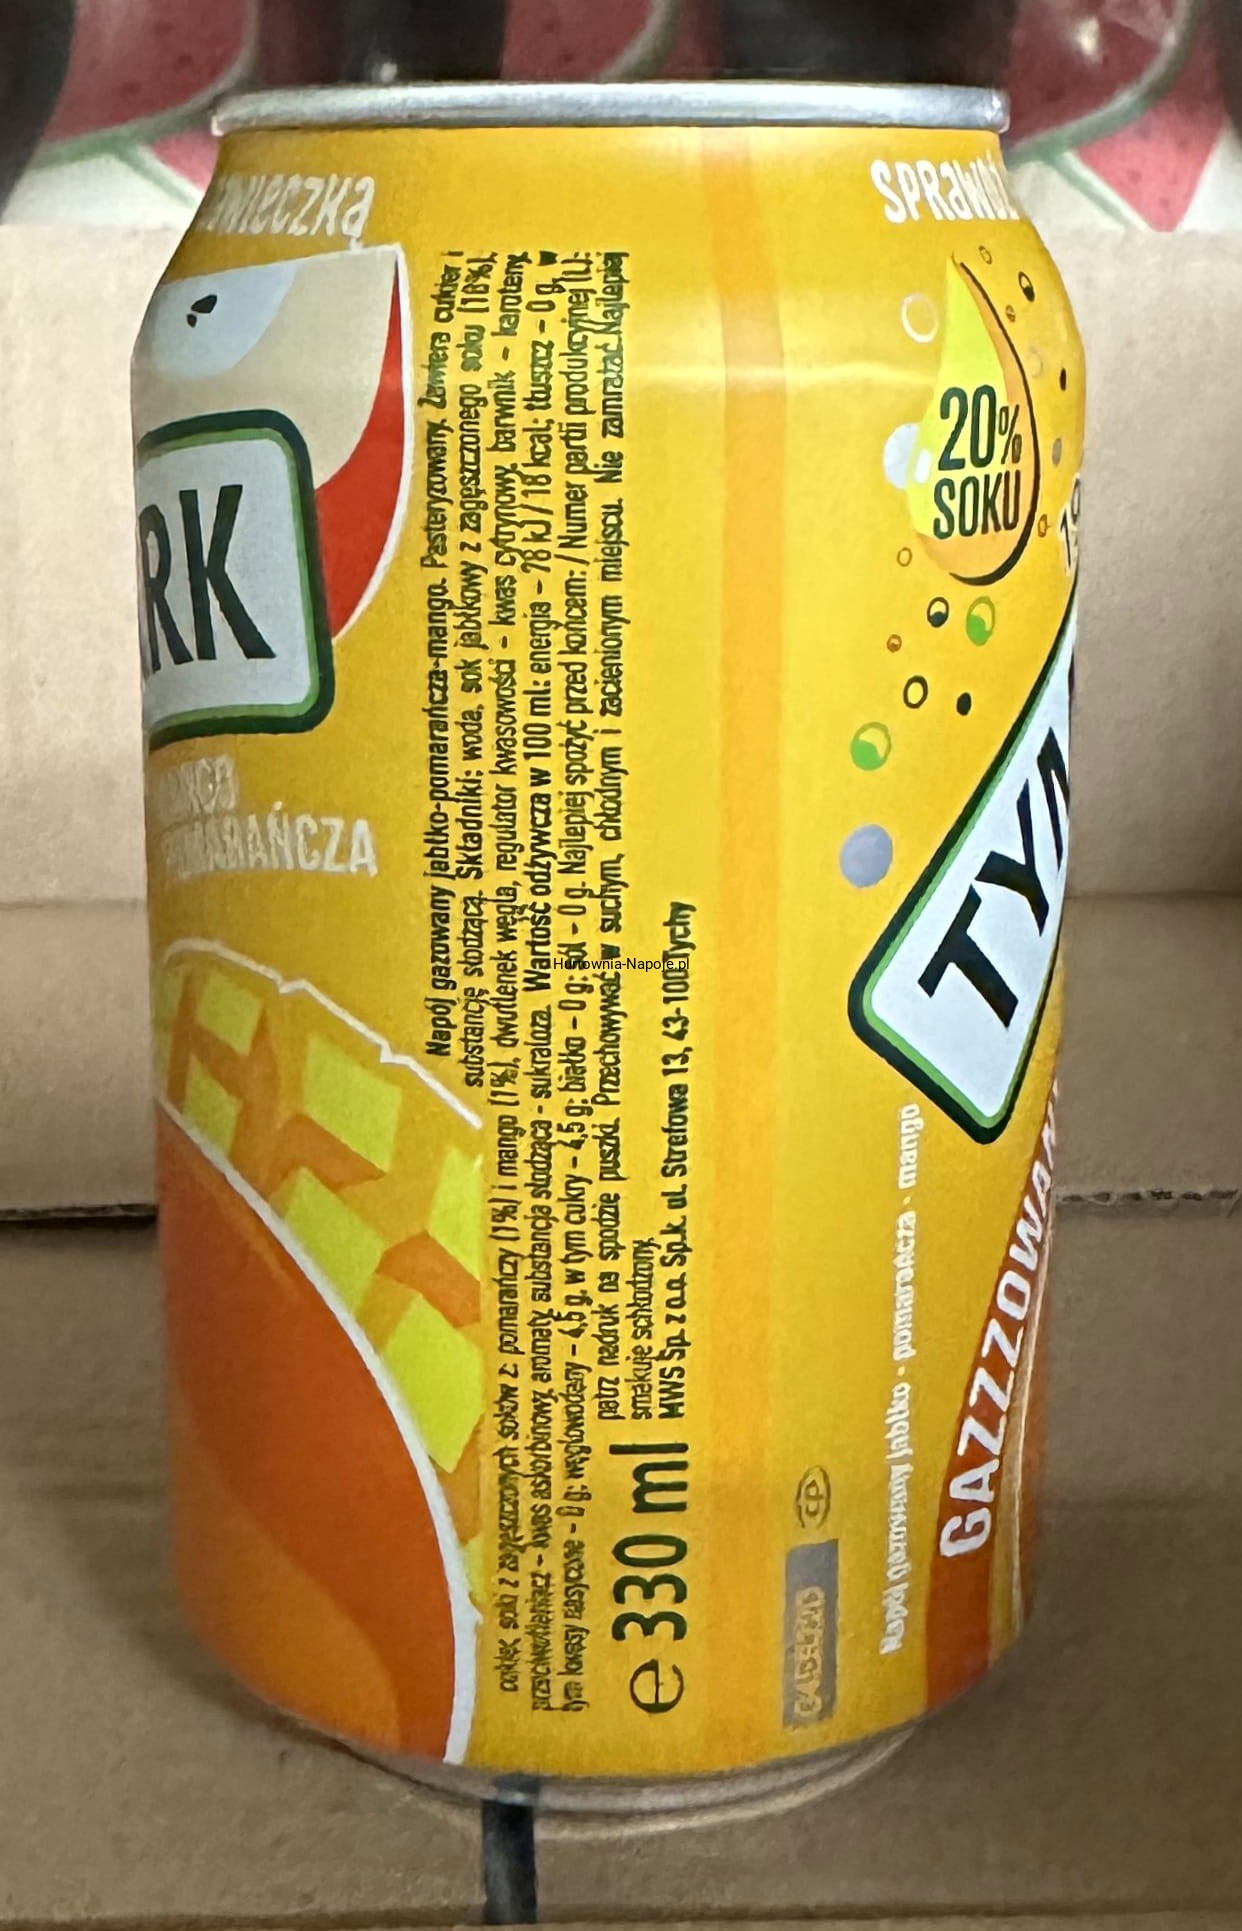 RK
POMARAŃCZA
Napój gazowany jabłko-pomarańcza-mango. Pasteryzowany. Zawiera cukier i
substancję słodzącą. Składniki: woda, sok jabłkowy z zagęszczonego soku (18%),
cukier, soki z zagęszczonych soków z: pomarańczy (1%) i mango (1%), dwutlenek węgla, regulator kwasowości - kwas cytrynowy, barwnik - karoteny,
przeciwutleniacz - kwas askorbinowy, aromaty, substancja słodząca - sukraloza. Wartość odżywcza w 100 ml: energia - 78 kJ / 18 kcal; tłuszcz - 0 g, w
tym kwasy nasycone - 0 g; węglowodany - 4,5 g, w tym cukry - 4,5 g; białko - 0 g; sól - 0 g. Najlepiej spożyć przed końcem: / Numer partii produkcyjnej (L):
patrz nadruk na spodzie puszki. Przechowywać w suchym, chłodnym i zacienionym miejscu. Nie zamrażać. Najlepiej
smakuje schłodzony.
MWS Sp. z o.o. Sp.k. ul. Strefowa 13, 43-100 Tychy
e 330 ml
Hurtownia-Napoje.pl
SPRAWDŹ
20%
SOKU
TYM
Napój gazowany jabłko · pomarańcza · mango
GAZZZOWAN